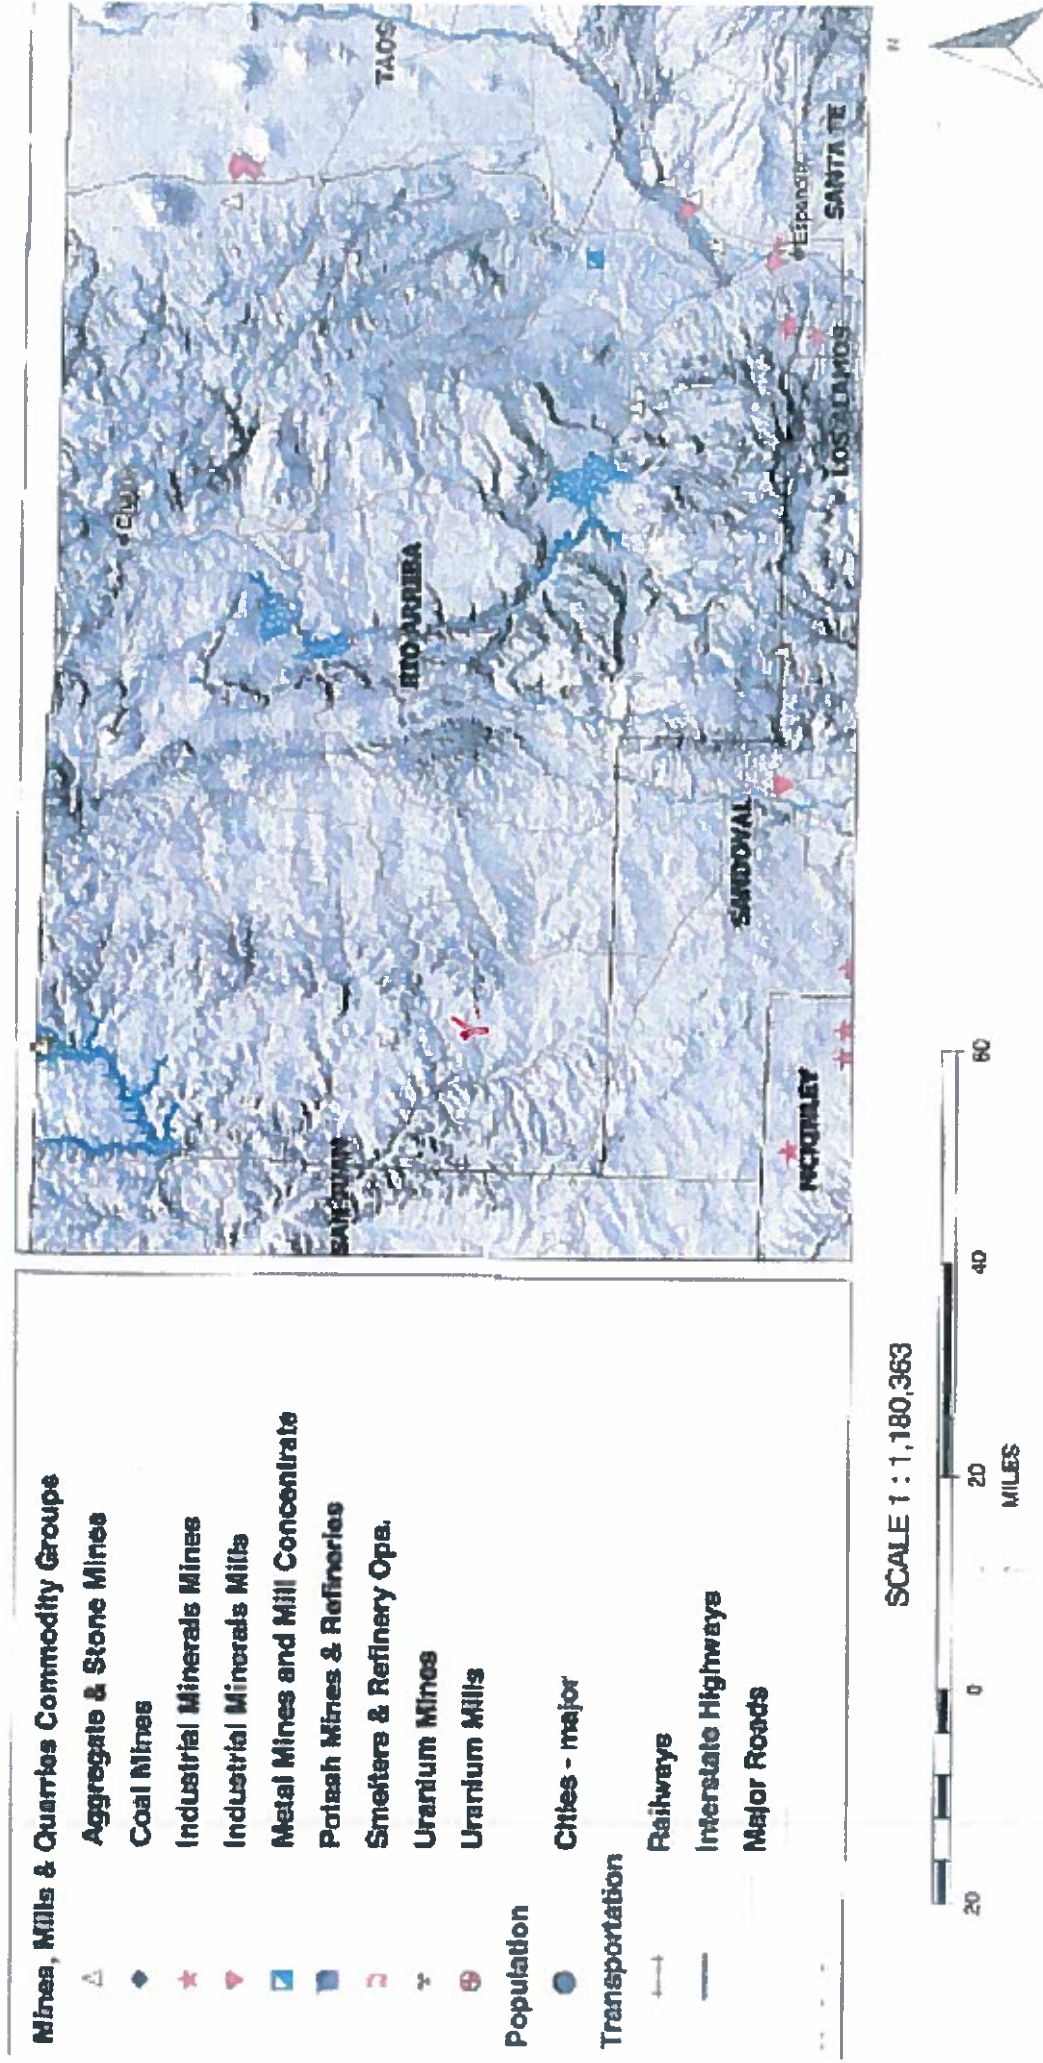 Mines, Mills & Quarries Commodity Groups
Aggregate & Stone Mines
Coal Mines
Industrial Minerals Mines
Industrial Minerals Mills
Metal Mines and Mill Concentrate
Potash Mines & Refineries
Smelters & Refinery Ops.
Uranium Mines
Uranium Mills
Population
Cities - major
Transportation
Railways
Interstate Highways
Major Roads
TAOS
RIO ARRIBA
SAN JUAN
SANDOVAL
MCKINLEY
LOS ALAMOS
Espanola
SANTA FE
SCALE 1 : 1,180,363
20 0 20 40 60
MILES
N